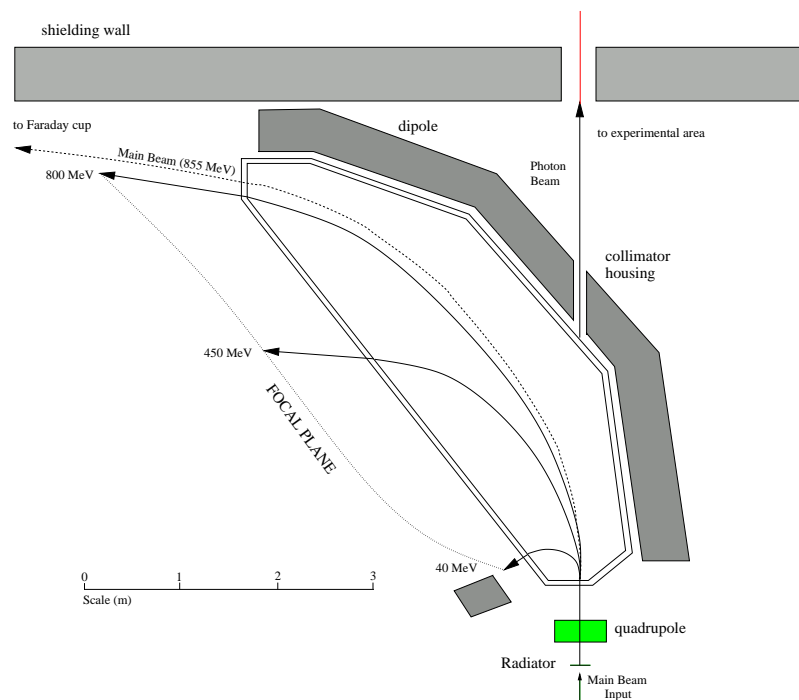 shielding wall
dipole
to Faraday cup
Main Beam (855 MeV)
to experimental area
800 MeV
Photon
Beam
collimator
housing
450 MeV
FOCAL PLANE
40 MeV
0 1 2 3
Scale (m)
quadrupole
Radiator
Main Beam
Input